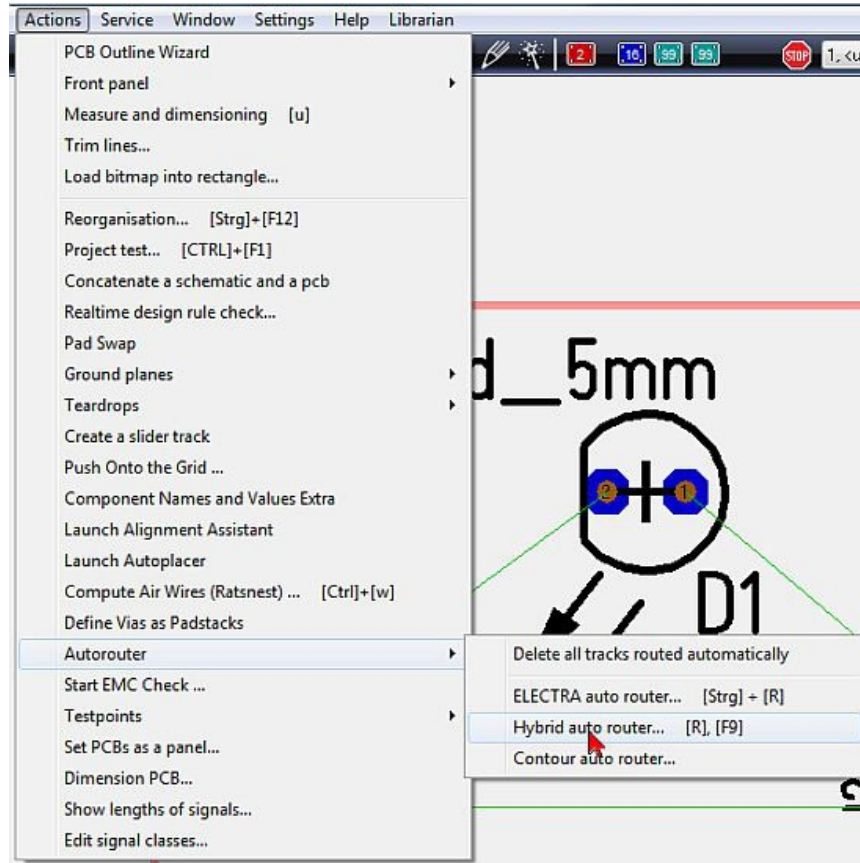 Actions Service Window Settings Help Librarian
2 16 99 99 STOP 1, <u
PCB Outline Wizard
Front panel
Measure and dimensioning [u]
Trim lines...
Load bitmap into rectangle...
Reorganisation... [Strg]+[F12]
Project test... [CTRL]+[F1]
Concatenate a schematic and a pcb
Realtime design rule check...
Pad Swap
Ground planes
Teardrops
Create a slider track
Push Onto the Grid ...
Component Names and Values Extra
Launch Alignment Assistant
Launch Autoplacer
Compute Air Wires (Ratsnest) ... [Ctrl]+[w]
Define Vias as Padstacks
Autorouter
Start EMC Check ...
Testpoints
Set PCBs as a panel...
Dimension PCB...
Show lengths of signals...
Edit signal classes...
d_5mm
2 1
D1
Delete all tracks routed automatically
ELECTRA auto router... [Strg] + [R]
Hybrid auto router... [R], [F9]
Contour auto router...